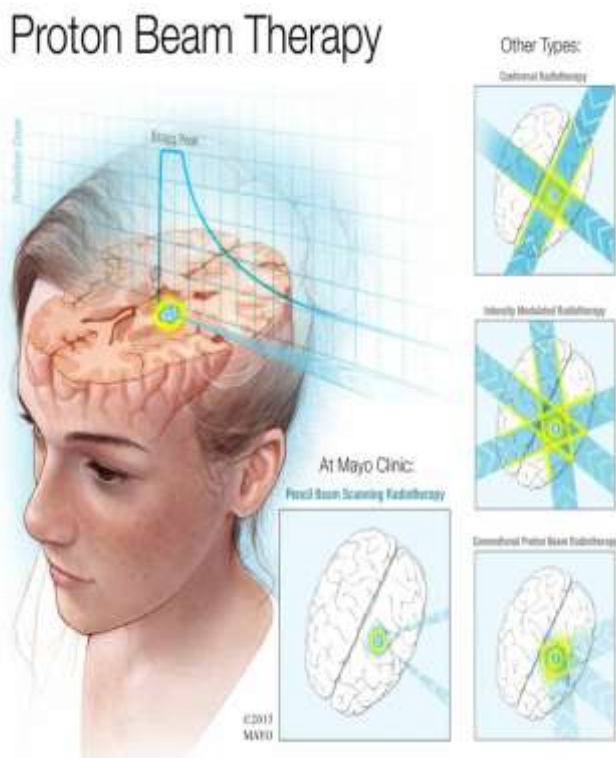 Proton Beam Therapy
Other Types:
Conformal Radiotherapy
Bragg Peak
Intensity Modulated Radiotherapy
At Mayo Clinic:
Pencil Beam Scanning Radiotherapy
Conventional Proton Beam Radiotherapy
©2015
MAYO